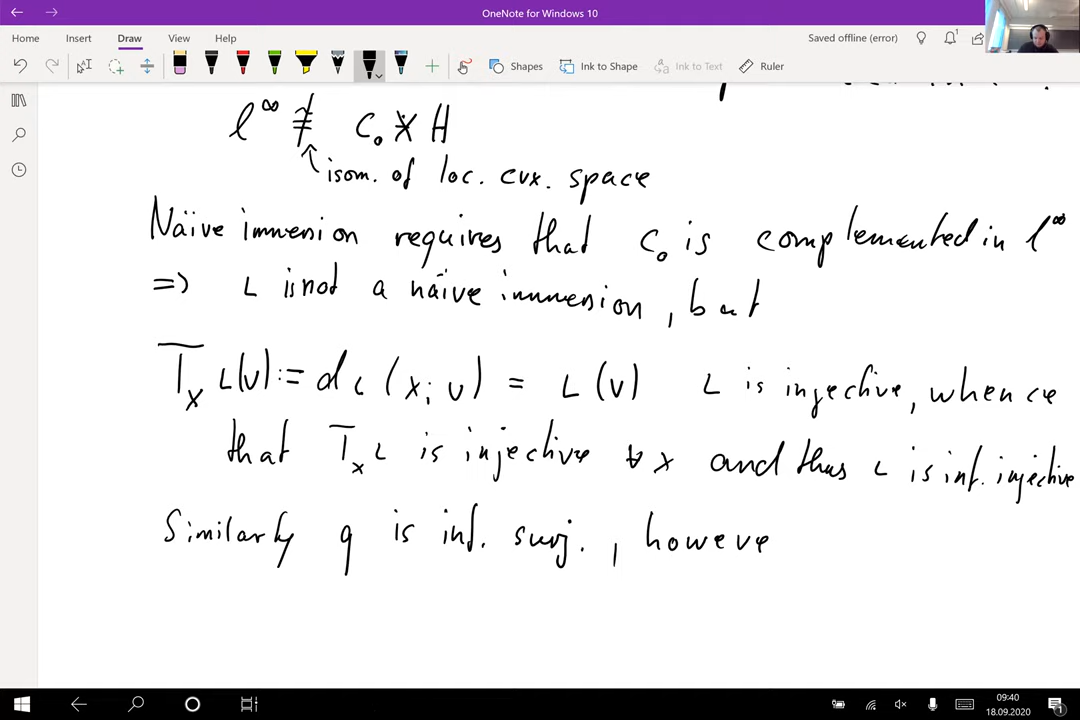 OneNote for Windows 10
Home Insert Draw View Help
Saved offline (error)
Shapes Ink to Shape Ink to Text Ruler
l^∞ ≇ C₀ × H
isom. of loc. cvx. space
Naïve immersion requires that C₀ is complemented in l^∞
=> ι is not a naïve immersion, but
T_x ι(v) := dι(x; v) = ι(v) ι is injective, whence
that T_x ι is injective ∀ x and thus ι is inf. injective
Similarly q is inf. surj., howeve
09:40
18.09.2020